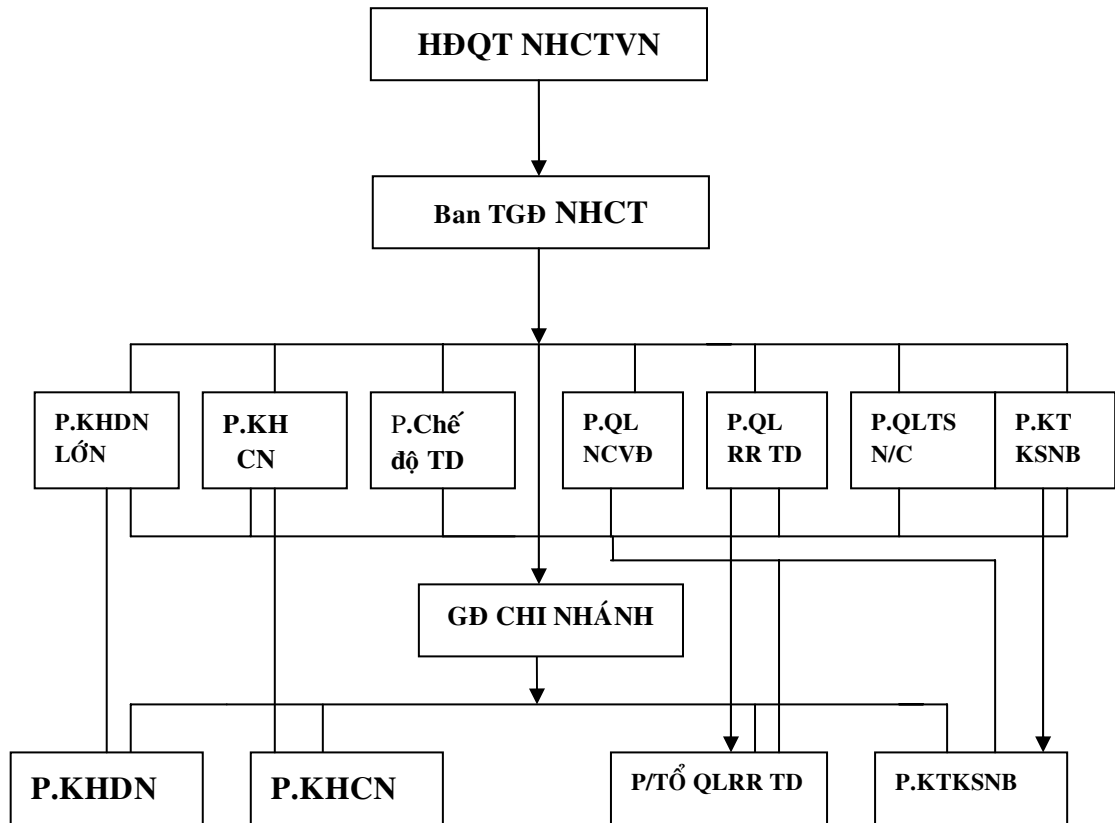 HĐQT NHCTVN
Ban TGĐ NHCT
P.KHDN
LỚN
P.KH
CN
P.Chế
độ TD
P.QL
NCVĐ
P.QL
RR TD
P.QLTS
N/C
P.KT
KSNB
GĐ CHI NHÁNH
P.KHDN
P.KHCN
P/TỔ QLRR TD
P.KTKSNB